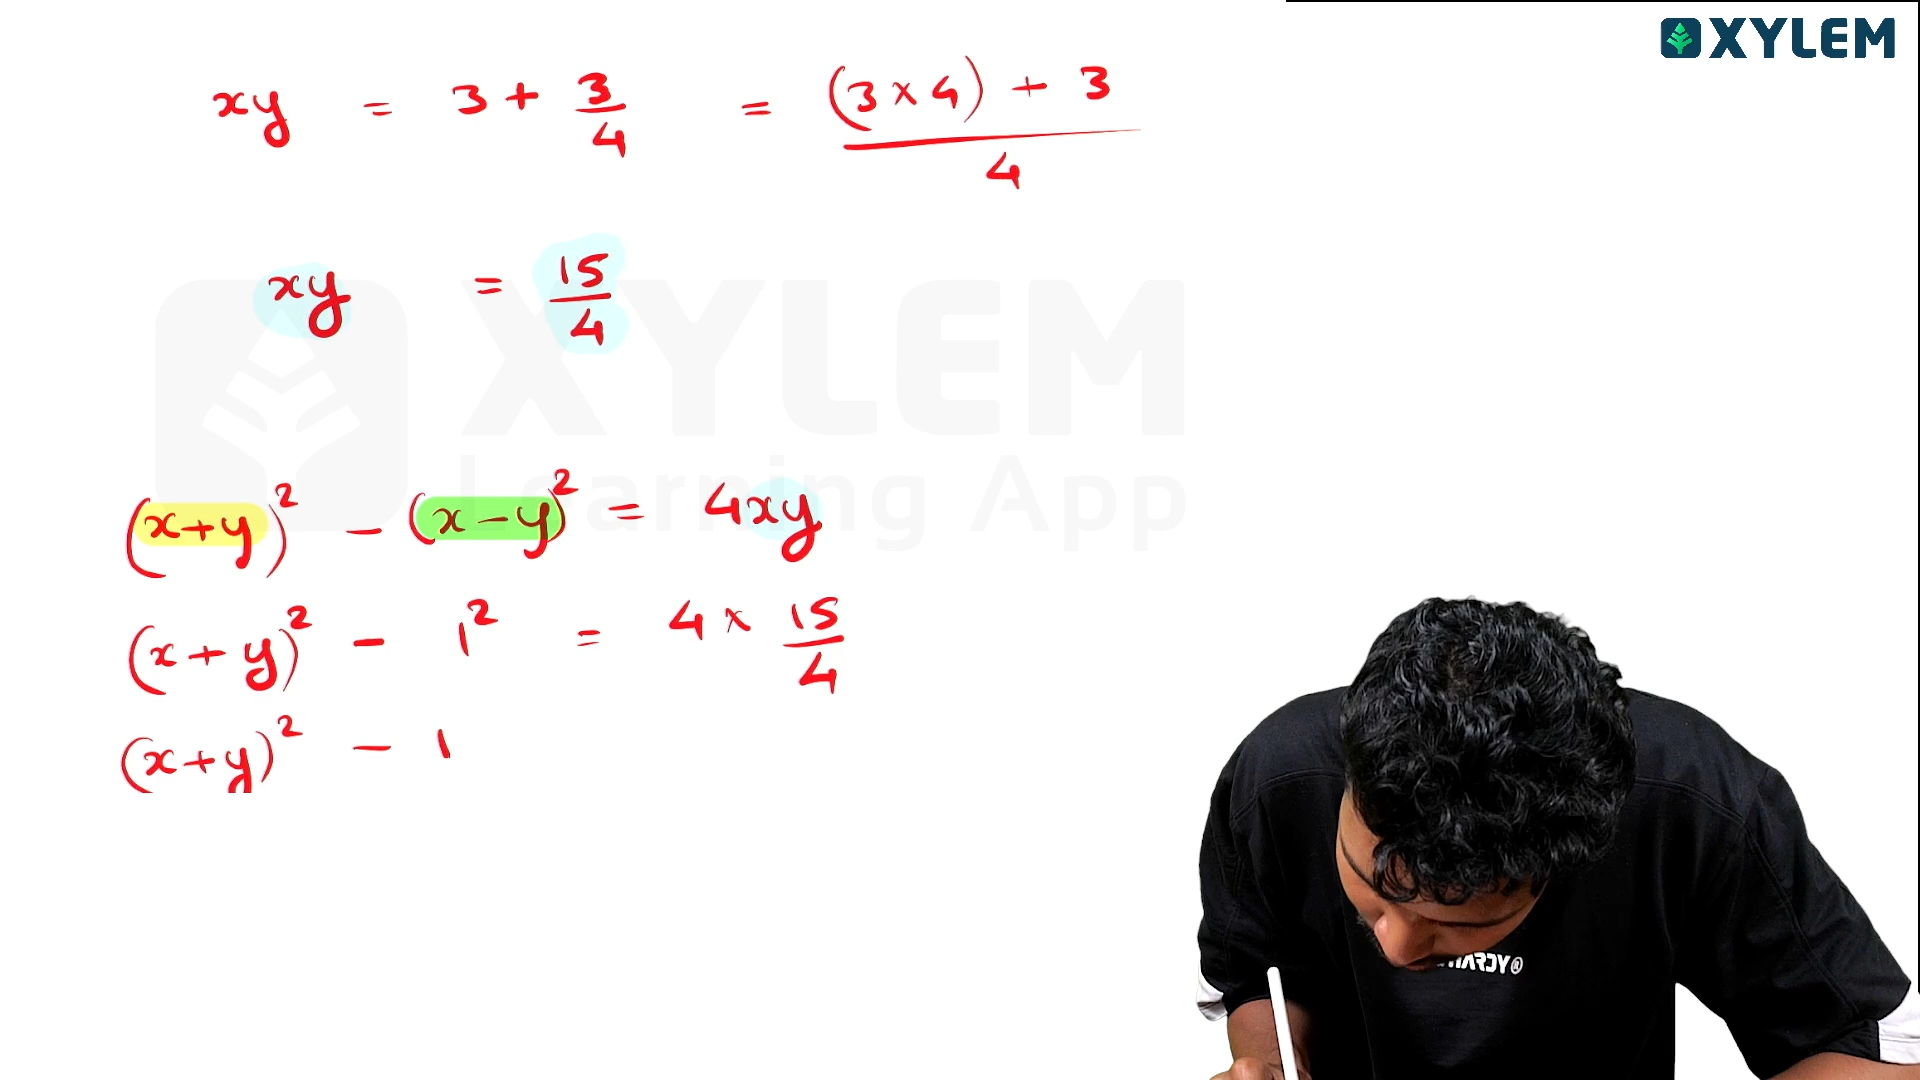 XYLEM
xy = 3 + 3/4 = ((3 × 4) + 3)/4
xy = 15/4
XYLEM
Learning App
(x+y)² - (x-y)² = 4xy
(x+y)² - 1² = 4 × 15/4
(x+y)² - 1